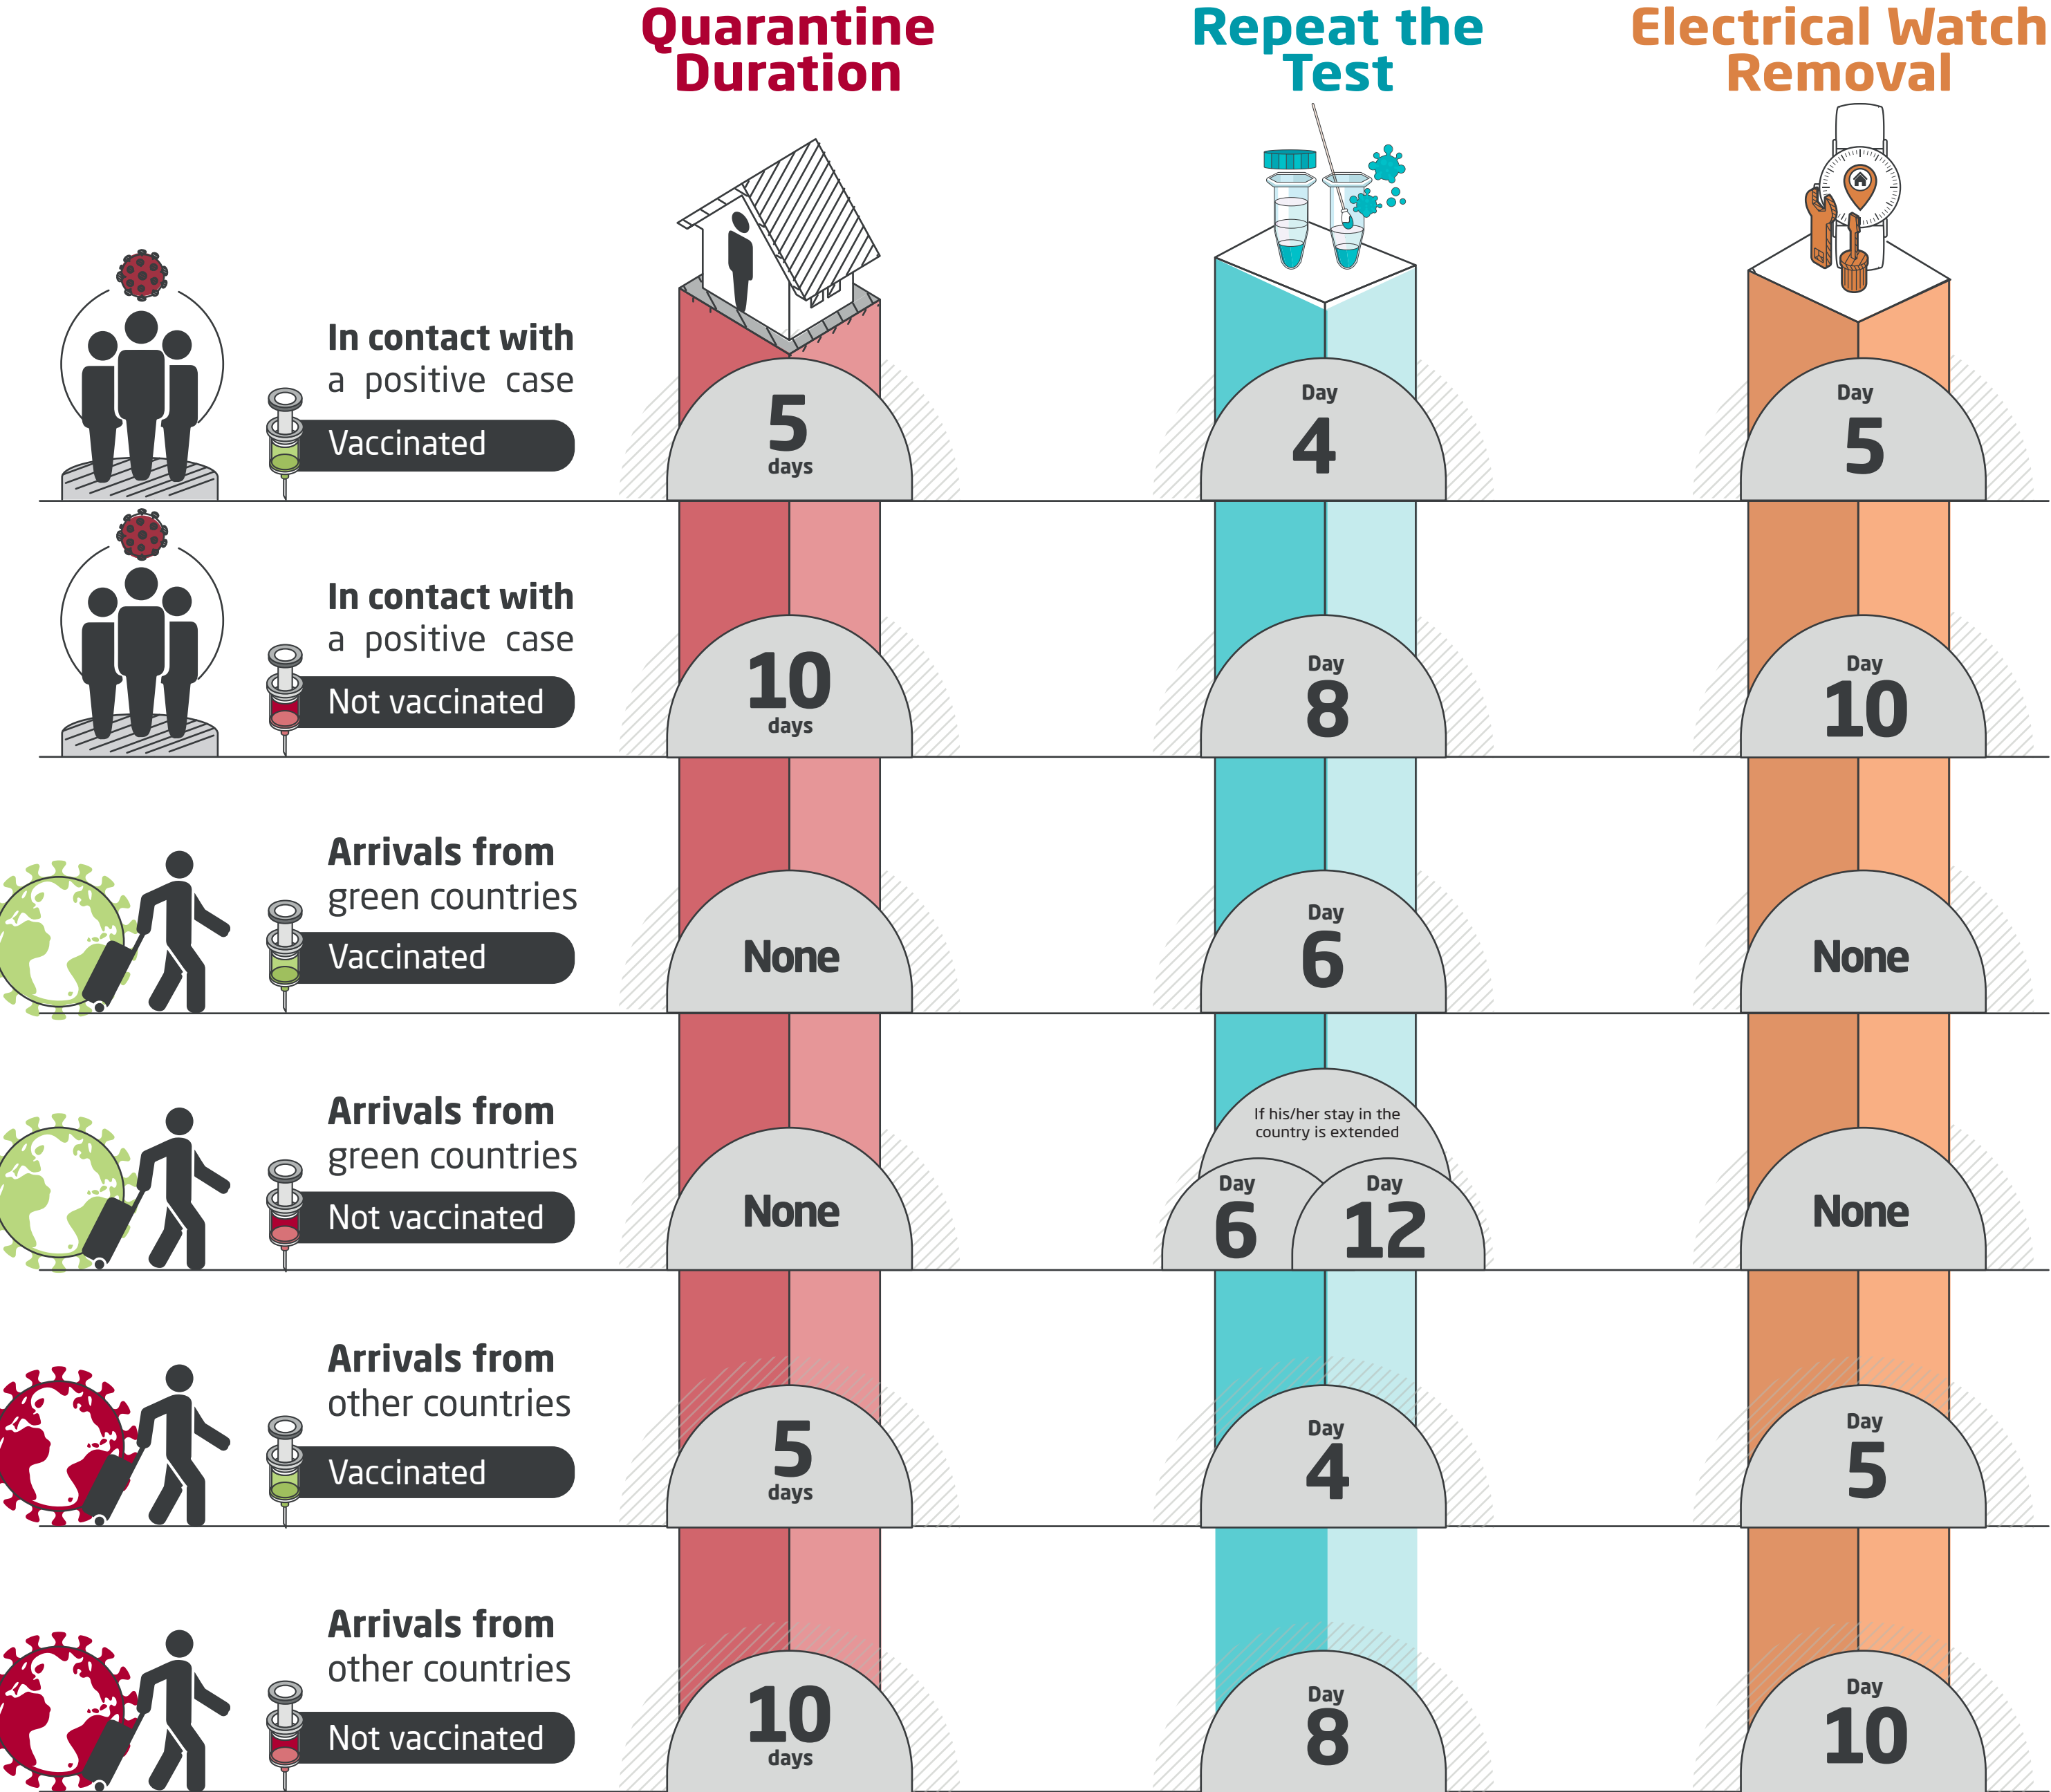 Quarantine
Duration
Repeat the
Test
Electrical Watch
Removal
In contact with
a positive case
Vaccinated
5
days
Day
4
Day
5
In contact with
a positive case
Not vaccinated
10
days
Day
8
Day
10
Arrivals from
green countries
Vaccinated
None
Day
6
None
Arrivals from
green countries
Not vaccinated
None
If his/her stay in the
country is extended
Day
6
Day
12
None
Arrivals from
other countries
Vaccinated
5
days
Day
4
Day
5
Arrivals from
other countries
Not vaccinated
10
days
Day
8
Day
10